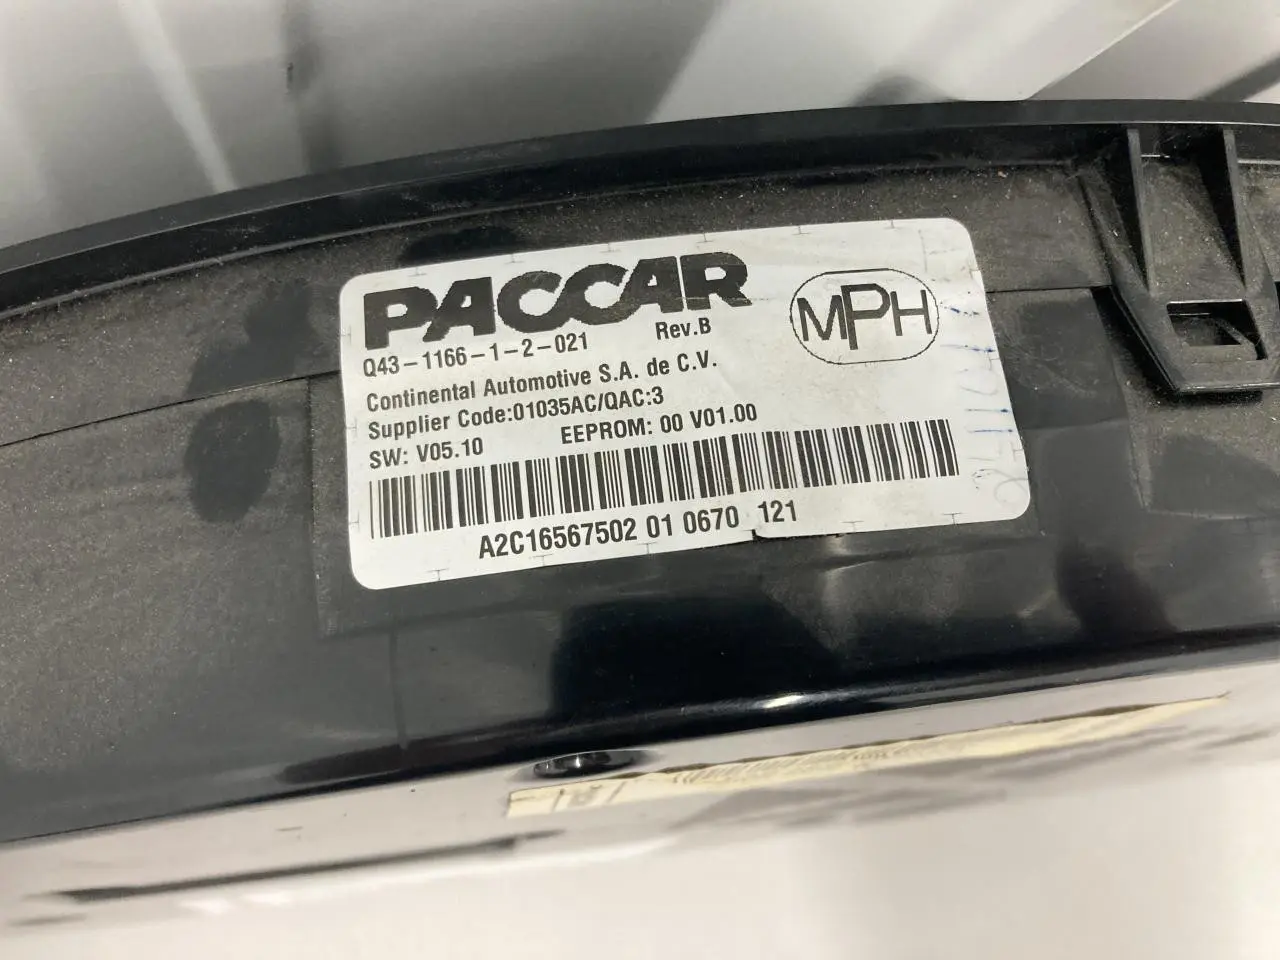 PACCAR
Q43-1166-1-2-021 Rev.B
MPH
Continental Automotive S.A. de C.V.
Supplier Code:01035AC/QAC:3
SW: V05.10 EEPROM: 00 V01.00
A2C16567502 01 0670 121